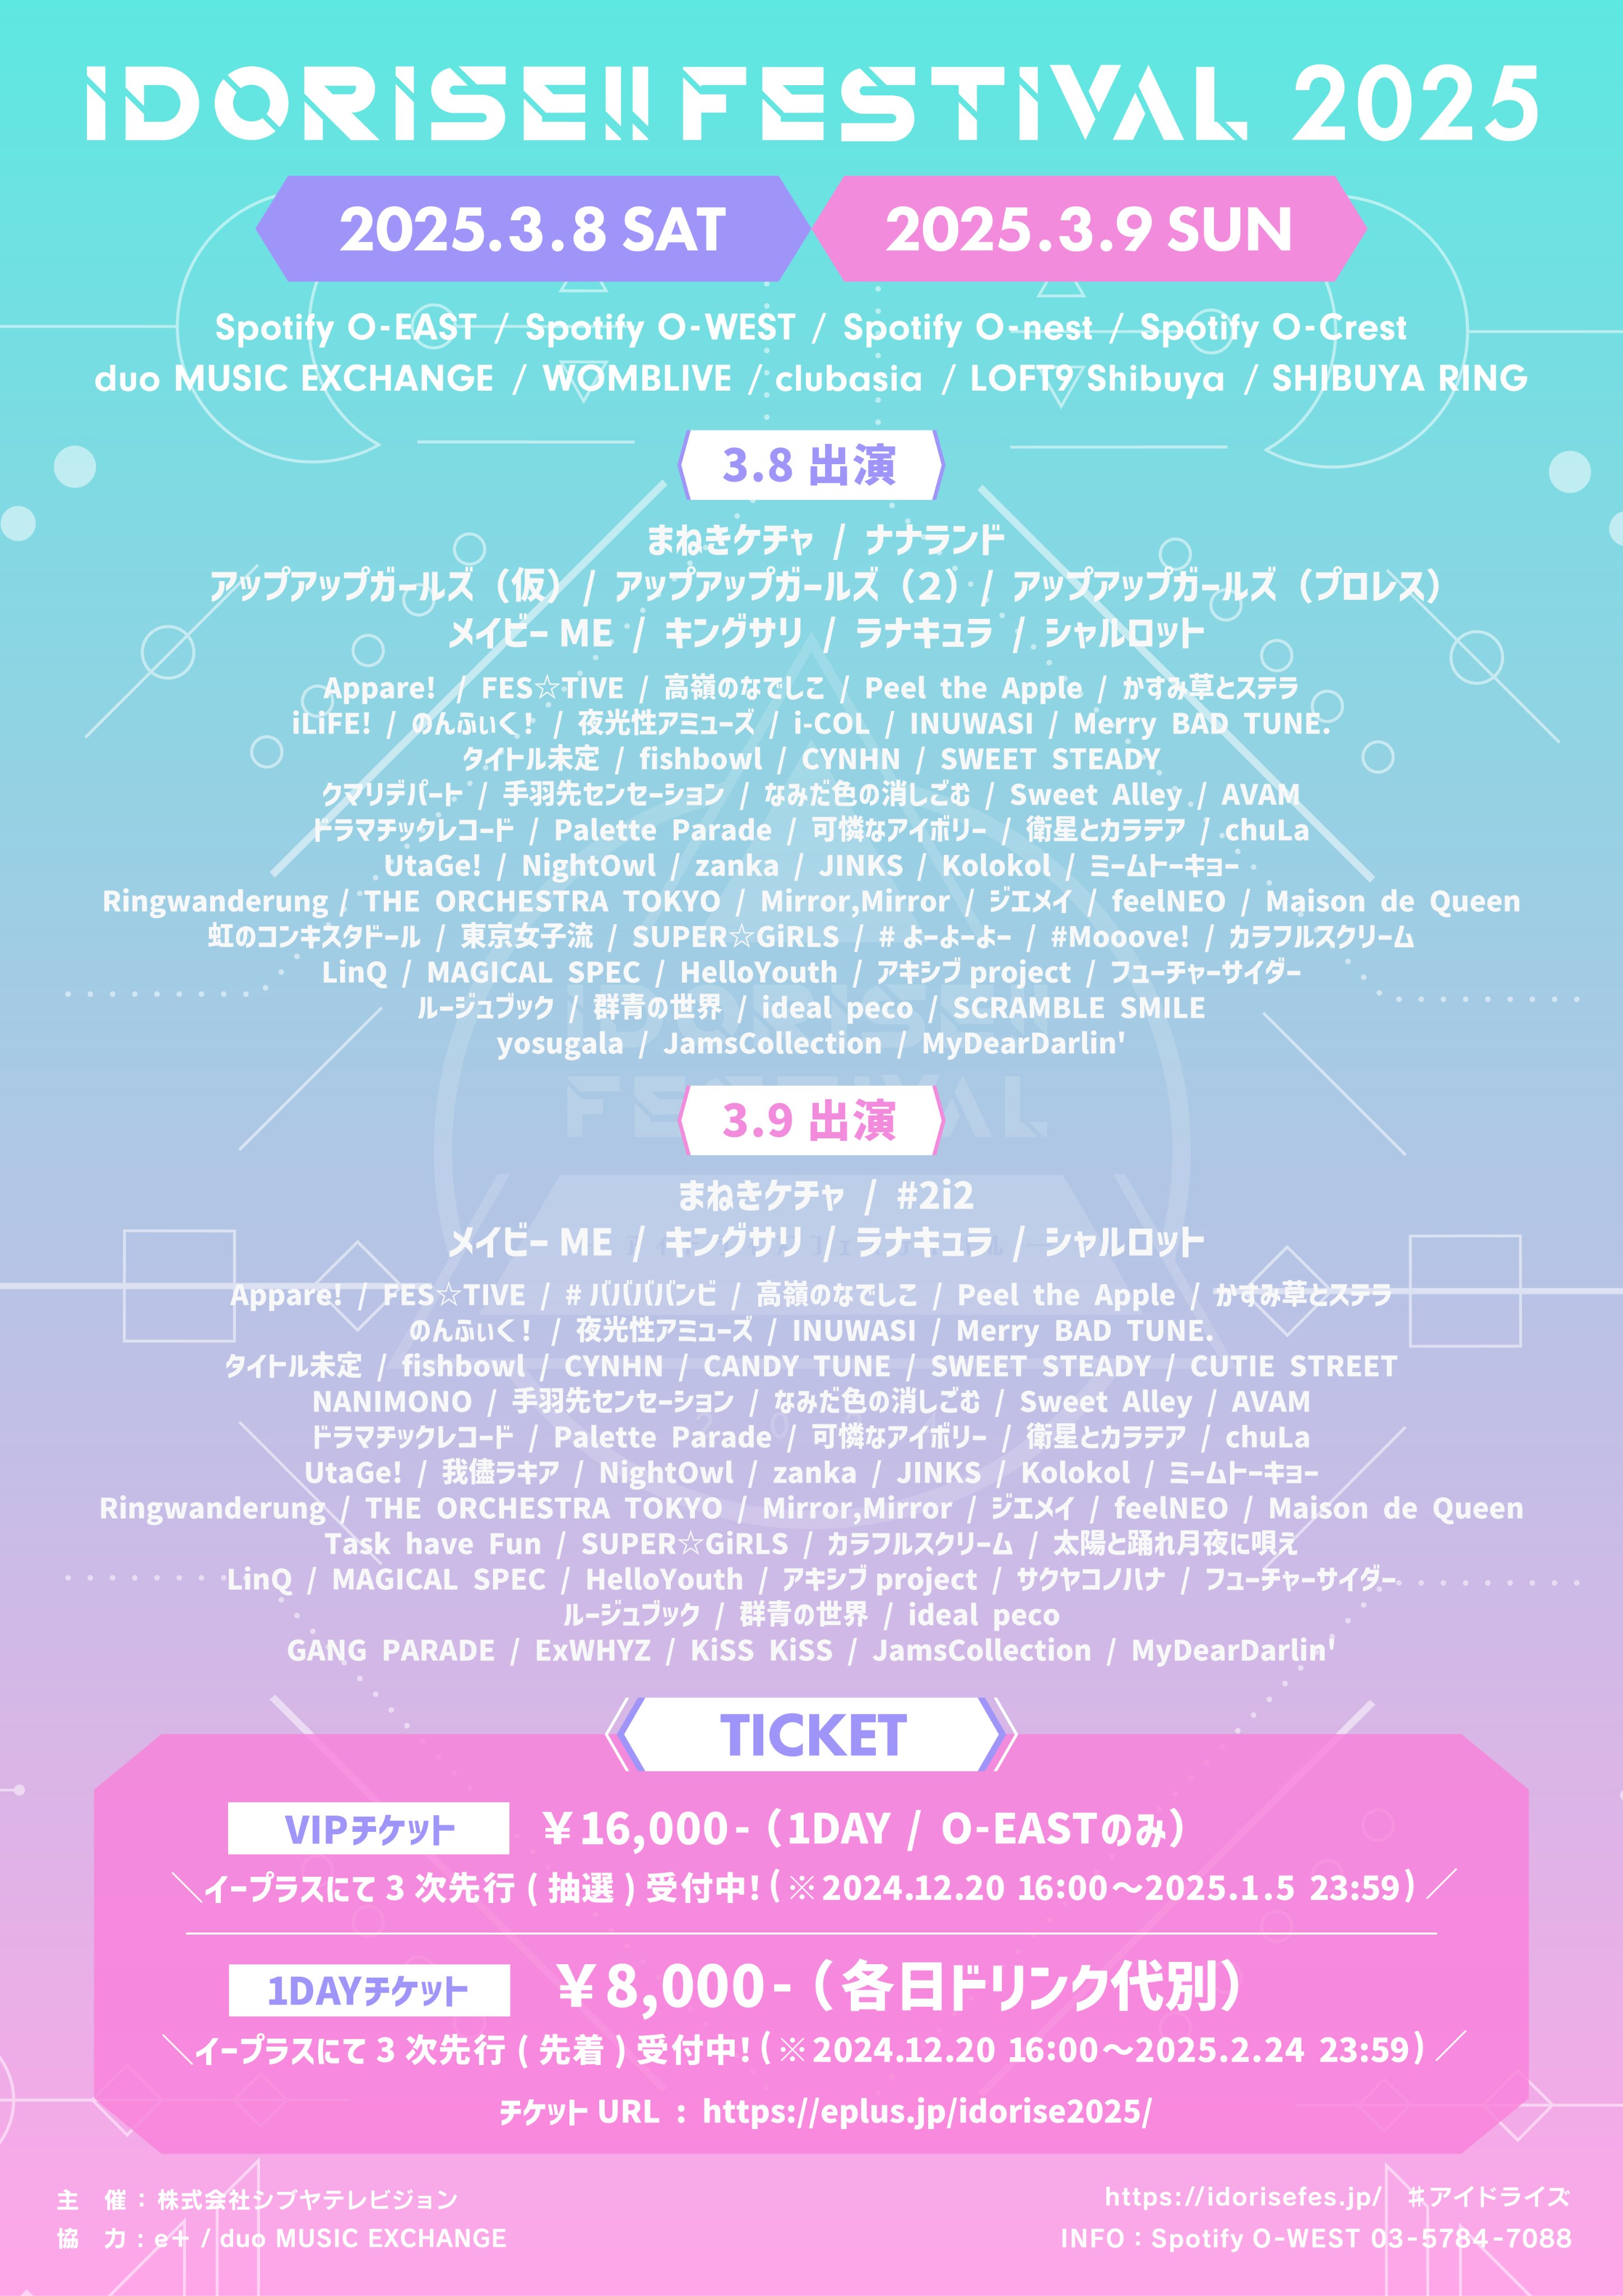 IDORISE!! FESTIVAL 2025
2025.3.8 SAT 2025.3.9 SUN
Spotify O-EAST / Spotify O-WEST / Spotify O-nest / Spotify O-Crest
duo MUSIC EXCHANGE / WOMBLIVE / clubasia / LOFT9 Shibuya / SHIBUYA RING
3.8 出演
まねきケチャ / ナナランド
アップアップガールズ（仮）/ アップアップガールズ（２）/ アップアップガールズ（プロレス）
メイビーME / キングサリ / ラナキュラ / シャルロット
Appare! / FES☆TIVE / 高嶺のなでしこ / Peel the Apple / かすみ草とステラ
iLiFE! / のんふぃく！ / 夜光性アミューズ / i-COL / INUWASI / Merry BAD TUNE.
タイトル未定 / fishbowl / CYNHN / SWEET STEADY
クマリデパート / 手羽先センセーション / なみだ色の消しごむ / Sweet Alley / AVAM
ドラマチックレコード / Palette Parade / 可憐なアイボリー / 衛星とカラテア / chuLa
UtaGe! / NightOwl / zanka / JINKS / Kolokol / ミームトーキョー
Ringwanderung / THE ORCHESTRA TOKYO / Mirror,Mirror / ジエメイ / feelNEO / Maison de Queen
虹のコンキスタドール / 東京女子流 / SUPER☆GiRLS / #よーよーよー / #Mooove! / カラフルスクリーム
LinQ / MAGICAL SPEC / HelloYouth / アキシブproject / フューチャーサイダー
ルージュブック / 群青の世界 / ideal peco / SCRAMBLE SMILE
yosugala / JamsCollection / MyDearDarlin'
3.9 出演
まねきケチャ / #2i2
メイビーME / キングサリ / ラナキュラ / シャルロット
Appare! / FES☆TIVE / #ババババンビ / 高嶺のなでしこ / Peel the Apple / かすみ草とステラ
のんふぃく！ / 夜光性アミューズ / INUWASI / Merry BAD TUNE.
タイトル未定 / fishbowl / CYNHN / CANDY TUNE / SWEET STEADY / CUTIE STREET
NANIMONO / 手羽先センセーション / なみだ色の消しごむ / Sweet Alley / AVAM
ドラマチックレコード / Palette Parade / 可憐なアイボリー / 衛星とカラテア / chuLa
UtaGe! / 我儘ラキア / NightOwl / zanka / JINKS / Kolokol / ミームトーキョー
Ringwanderung / THE ORCHESTRA TOKYO / Mirror,Mirror / ジエメイ / feelNEO / Maison de Queen
Task have Fun / SUPER☆GiRLS / カラフルスクリーム / 太陽と踊れ月夜に唄え
LinQ / MAGICAL SPEC / HelloYouth / アキシブproject / サクヤコノハナ / フューチャーサイダー
ルージュブック / 群青の世界 / ideal peco
GANG PARADE / ExWHYZ / KiSS KiSS / JamsCollection / MyDearDarlin'
TICKET
VIPチケット ￥16,000-（1DAY / O-EASTのみ）
＼イープラスにて3次先行(抽選)受付中!(※2024.12.20 16:00〜2025.1.5 23:59)／
1DAYチケット ￥8,000-（各日ドリンク代別）
＼イープラスにて3次先行(先着)受付中!(※2024.12.20 16:00〜2025.2.24 23:59)／
チケットURL : https://eplus.jp/idorise2025/
主 催：株式会社シブヤテレビジョン
協 力：e+ / duo MUSIC EXCHANGE
https://idorisefes.jp/ #アイドライズ
INFO：Spotify O-WEST 03-5784-7088